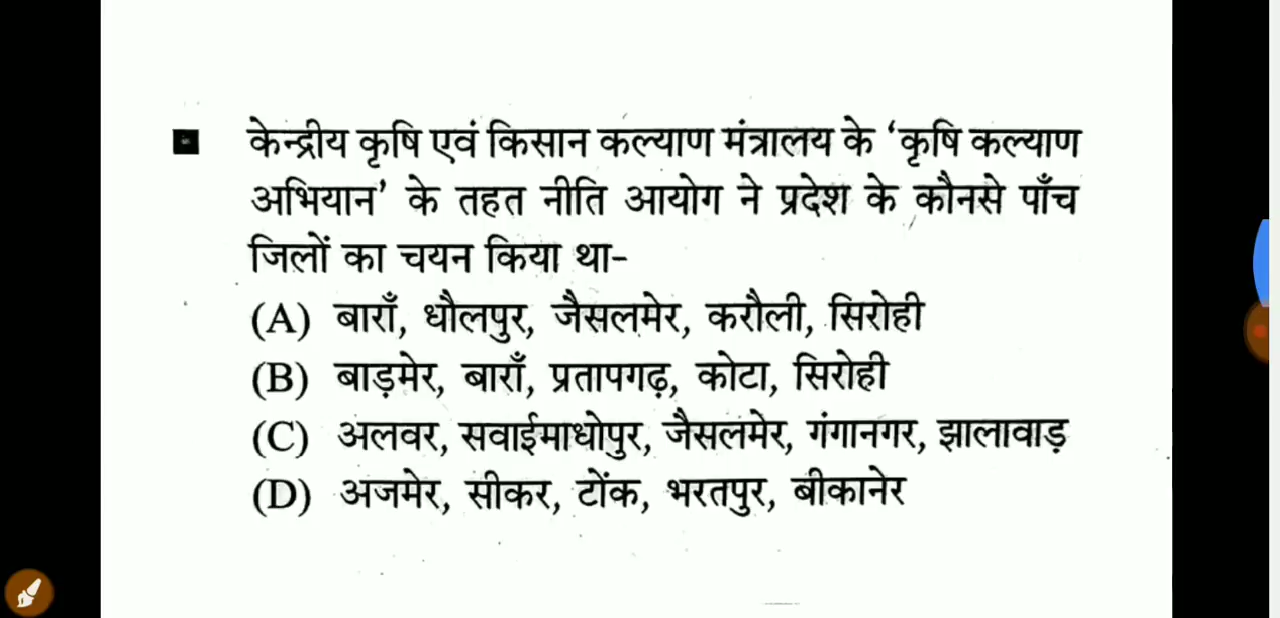 केन्द्रीय कृषि एवं किसान कल्याण मंत्रालय के ‘कृषि कल्याण
अभियान’ के तहत नीति आयोग ने प्रदेश के कौनसे पाँच
जिलों का चयन किया था-
(A) बाराँ, धौलपुर, जैसलमेर, करौली, सिरोही
(B) बाड़मेर, बाराँ, प्रतापगढ़, कोटा, सिरोही
(C) अलवर, सवाईमाधोपुर, जैसलमेर, गंगानगर, झालावाड़
(D) अजमेर, सीकर, टोंक, भरतपुर, बीकानेर